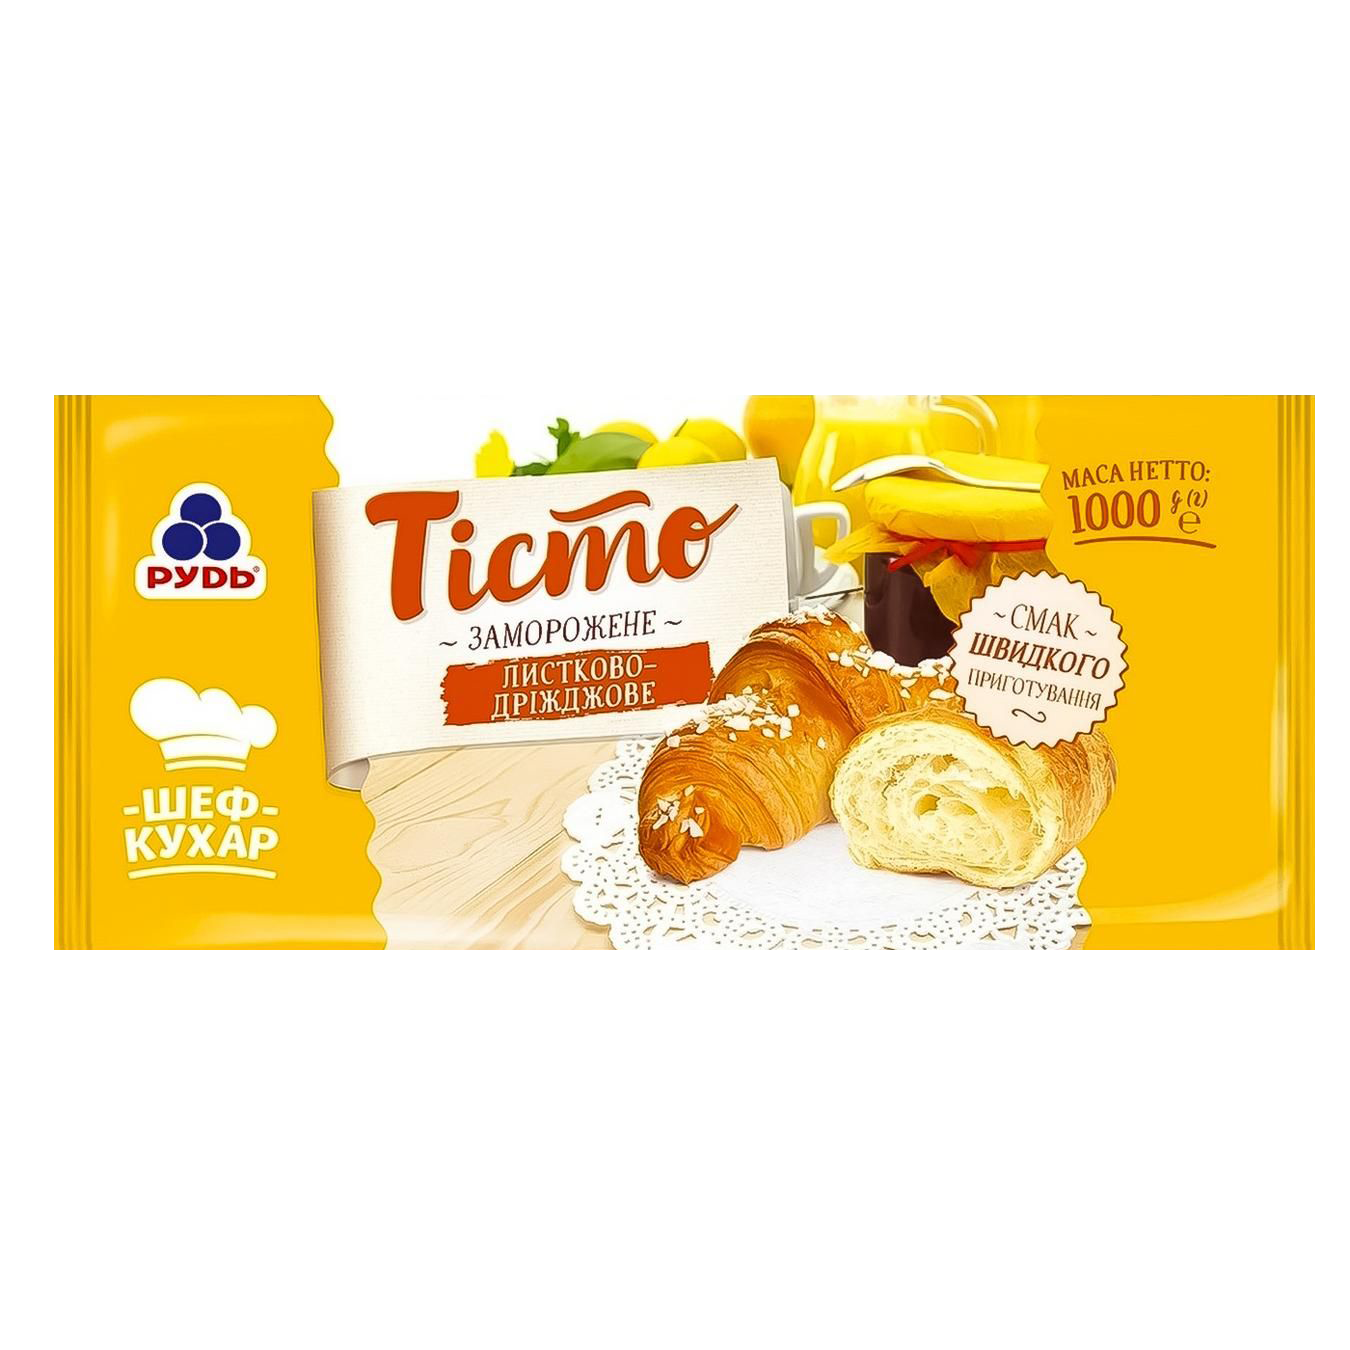 РУДЬ®
-ШЕФ-
КУХАР
Тісто
~ ЗАМОРОЖЕНЕ ~
ЛИСТКОВО-
ДРІЖДЖОВЕ
МАСА НЕТТО:
1000 g (г)
℮
~ СМАК ~
ШВИДКОГО
ПРИГОТУВАННЯ